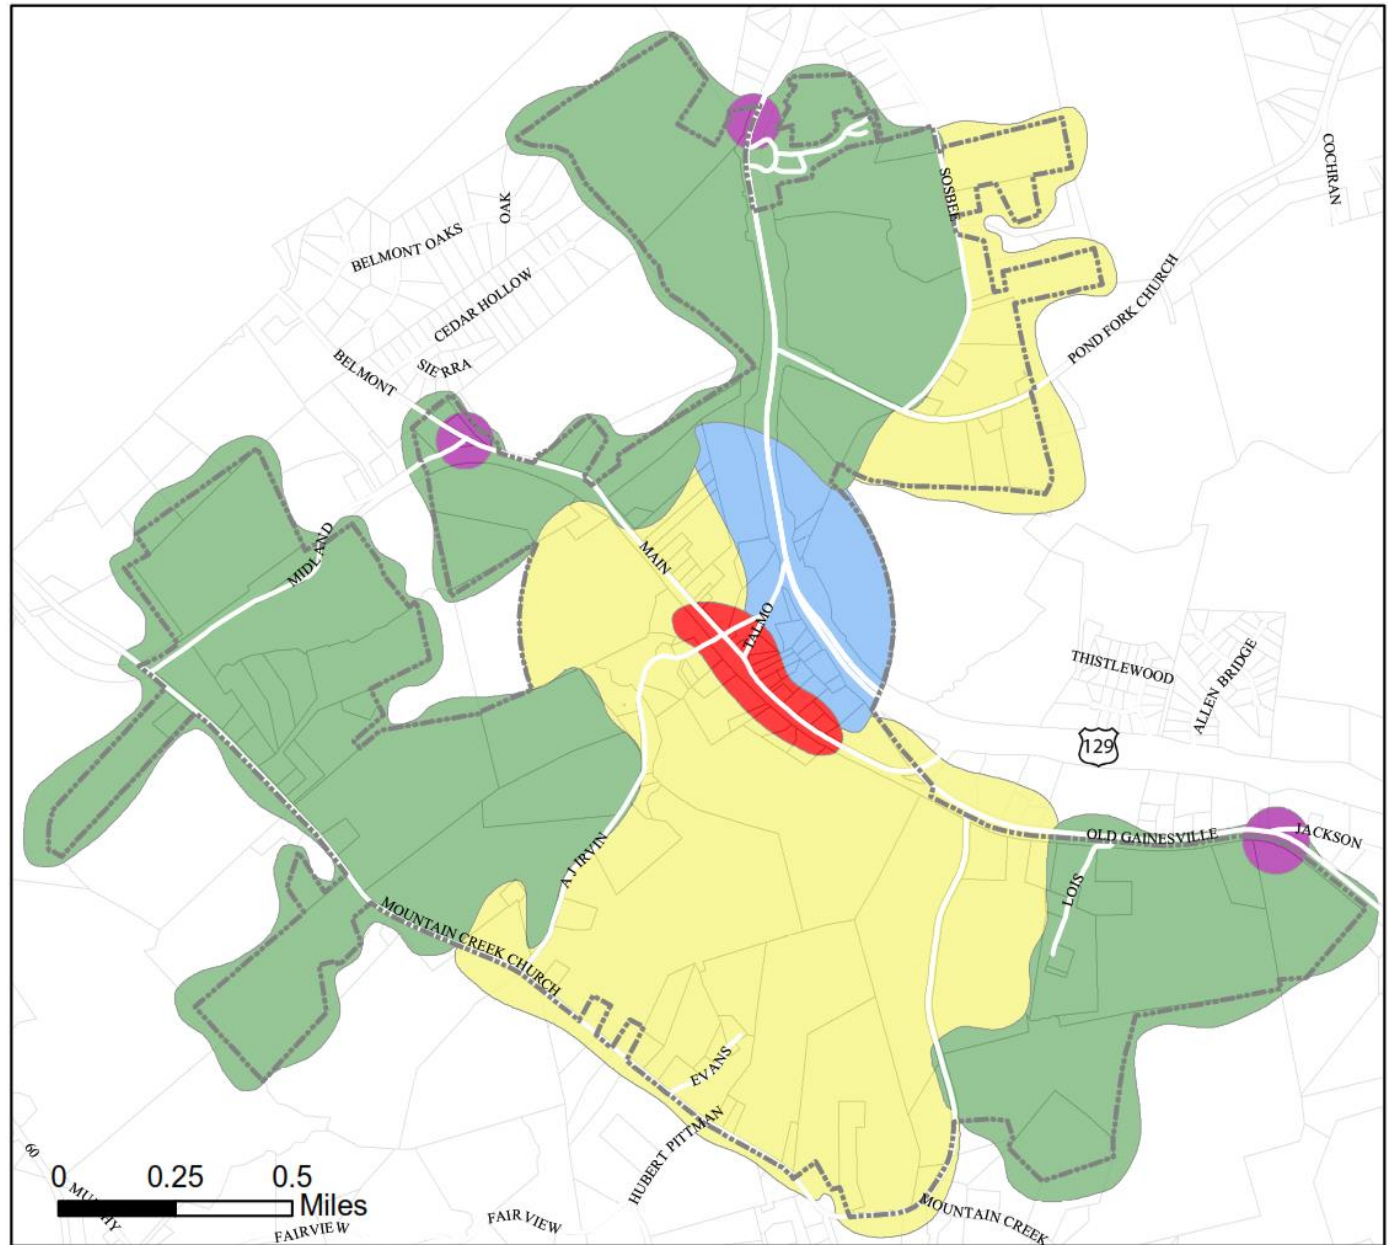 COCHRAN
SOSBEE
OAK
BELMONT OAKS
CEDAR HOLLOW
POND FORK CHURCH
SIERRA
BELMONT
MIDLAND
MAIN
TALMO
THISTLEWOOD
ALLEN BRIDGE
129
OLD GAINESVILLE
JACKSON
LOIS
A J IRVIN
MOUNTAIN CREEK CHURCH
EVANS
HUBERT PITTMAN
60
0 0.25 0.5
Miles
MURPHY
FAIRVIEW
FAIRVIEW
MOUNTAIN CREEK